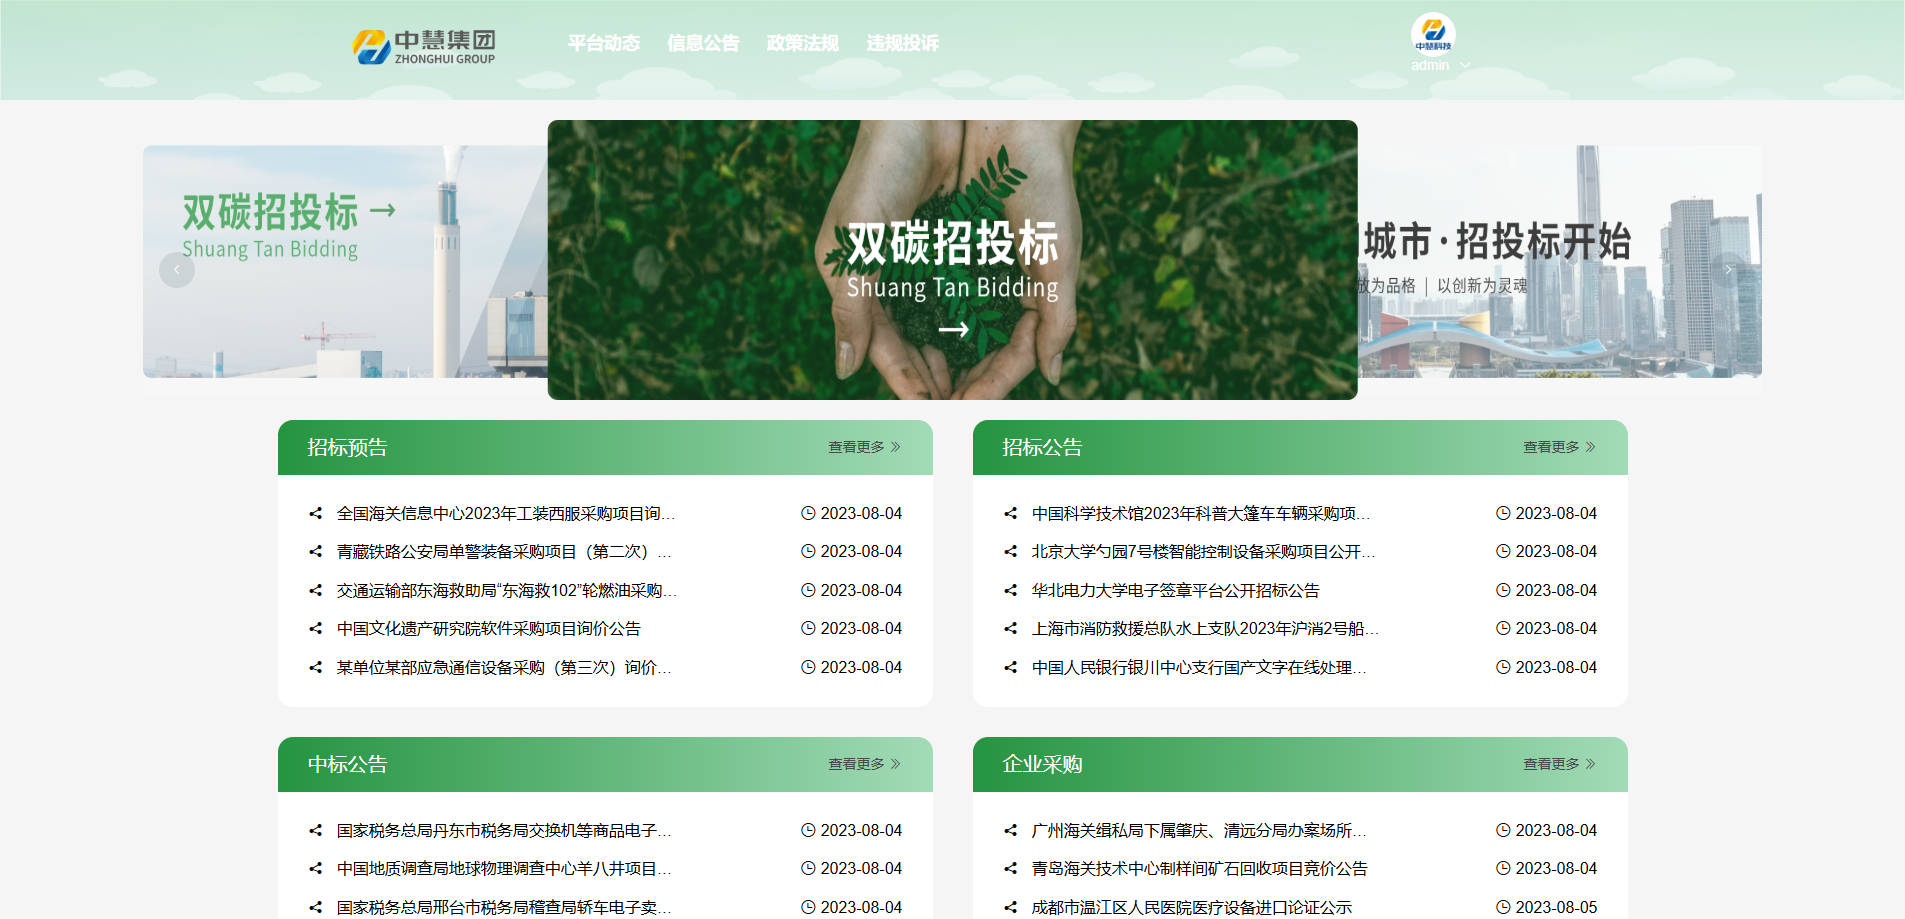 中慧集团
ZHONGHUI GROUP
平台动态 信息公告 政策法规 违规投诉
中慧科技
admin
双碳招投标 →
Shuang Tan Bidding
双碳招投标
Shuang Tan Bidding
→
城市·招投标开始
放为品格 | 以创新为灵魂
招标预告 查看更多
全国海关信息中心2023年工装西服采购项目询... 2023-08-04
青藏铁路公安局单警装备采购项目（第二次）... 2023-08-04
交通运输部东海救助局“东海救102”轮燃油采购... 2023-08-04
中国文化遗产研究院软件采购项目询价公告 2023-08-04
某单位某部应急通信设备采购（第三次）询价... 2023-08-04
招标公告 查看更多
中国科学技术馆2023年科普大篷车车辆采购项... 2023-08-04
北京大学勺园7号楼智能控制设备采购项目公开... 2023-08-04
华北电力大学电子签章平台公开招标公告 2023-08-04
上海市消防救援总队水上支队2023年沪消2号船... 2023-08-04
中国人民银行银川中心支行国产文字在线处理... 2023-08-04
中标公告 查看更多
国家税务总局丹东市税务局交换机等商品电子... 2023-08-04
中国地质调查局地球物理调查中心羊八井项目... 2023-08-04
国家税务总局邢台市税务局稽查局轿车电子卖... 2023-08-04
企业采购 查看更多
广州海关缉私局下属肇庆、清远分局办案场所... 2023-08-04
青岛海关技术中心制样间矿石回收项目竞价公告 2023-08-04
成都市温江区人民医院医疗设备进口论证公示 2023-08-05